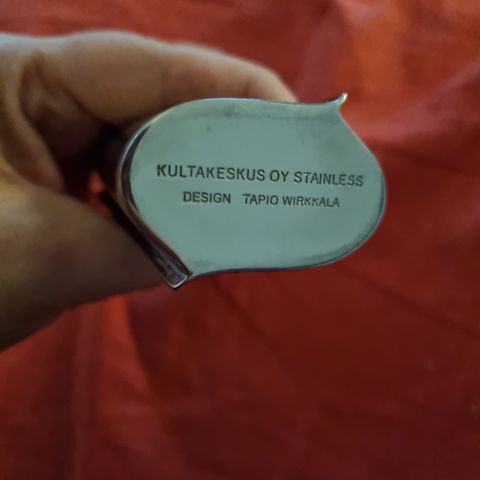 KULTAKESKUS OY STAINLESS
DESIGN TAPIO WIRKKALA